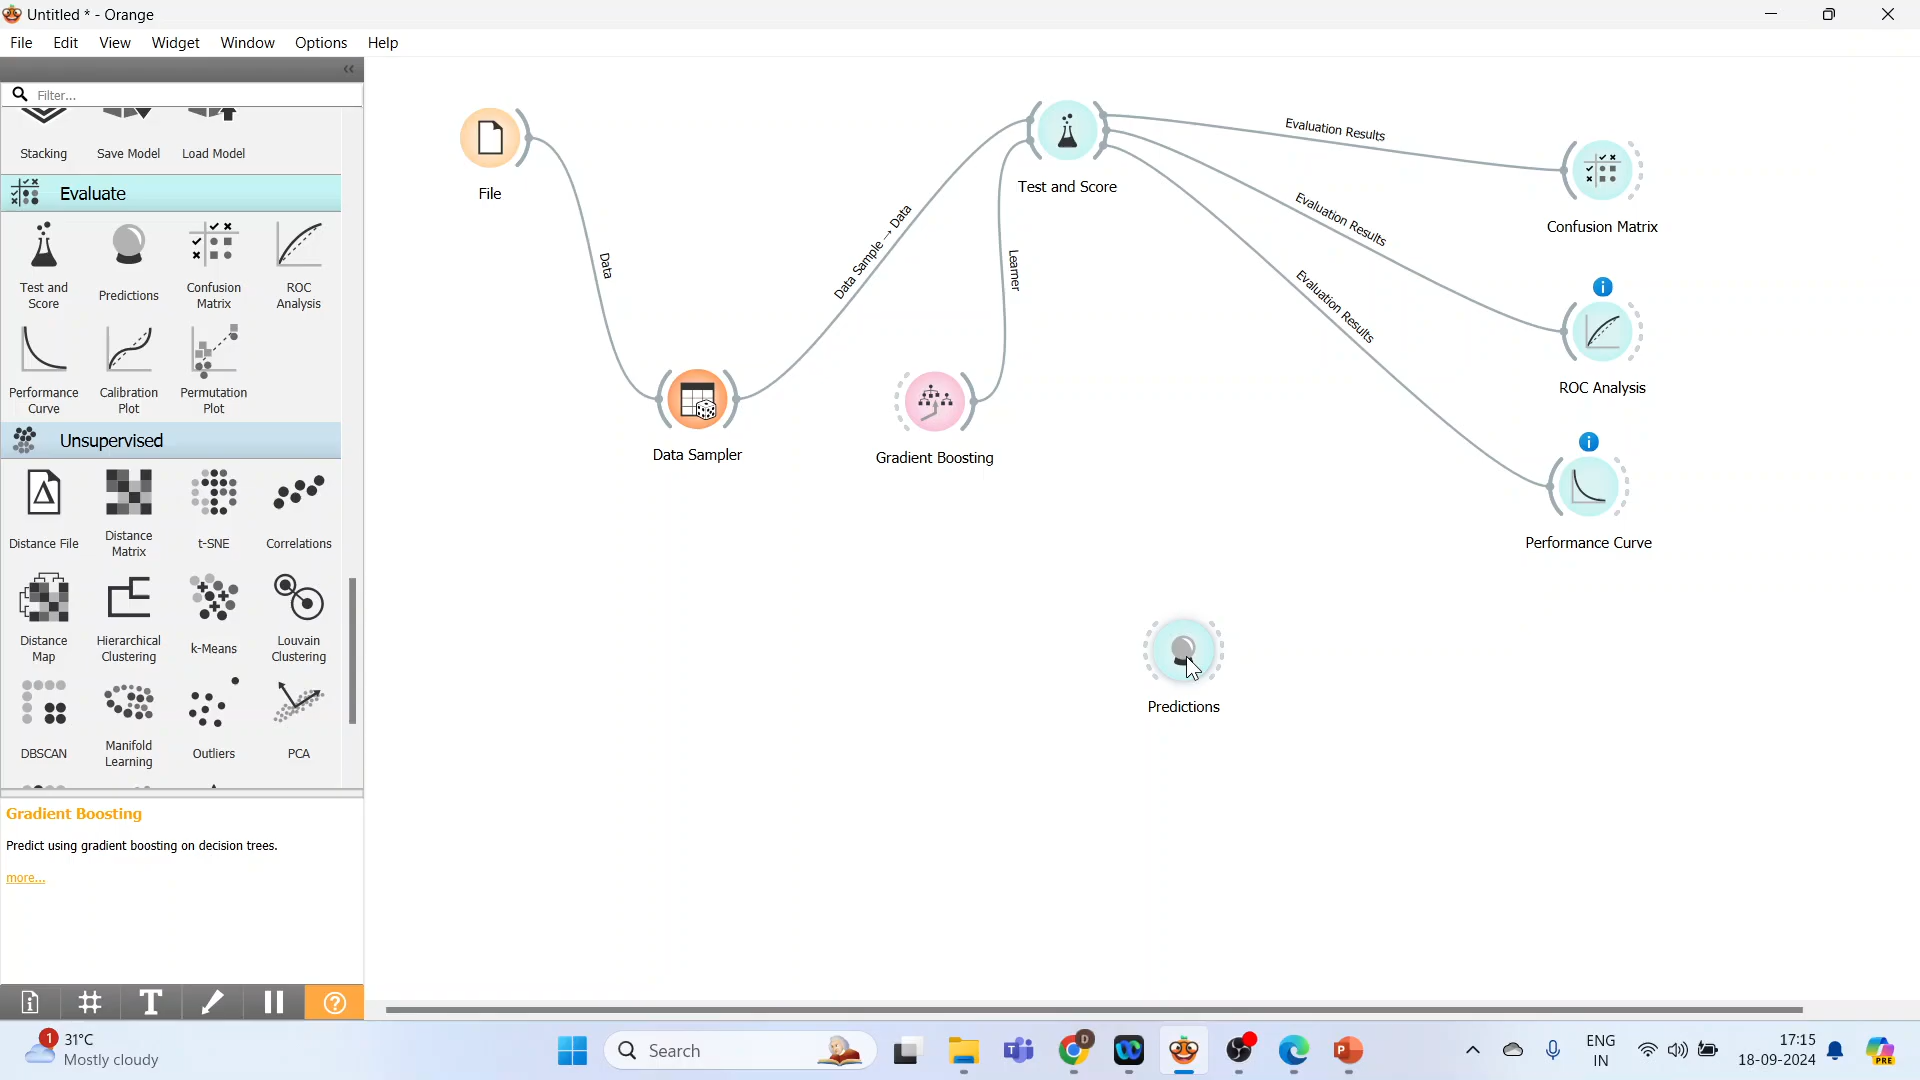 Untitled * - Orange
File Edit View Widget Window Options Help
Filter...
Stacking Save Model Load Model
Evaluate
Test and Score
Predictions
Confusion Matrix
ROC Analysis
Performance Curve
Calibration Plot
Permutation Plot
Unsupervised
Distance File
Distance Matrix
t-SNE
Correlations
Distance Map
Hierarchical Clustering
k-Means
Louvain Clustering
DBSCAN
Manifold Learning
Outliers
PCA
Gradient Boosting
Predict using gradient boosting on decision trees.
more...
File
Data
Data Sampler
Data Sample → Data
Gradient Boosting
Learner
Test and Score
Evaluation Results
Evaluation Results
Evaluation Results
Confusion Matrix
ROC Analysis
Performance Curve
Predictions
1
31°C
Mostly cloudy
Search
D
ENG
IN
17:15
18-09-2024
PRE